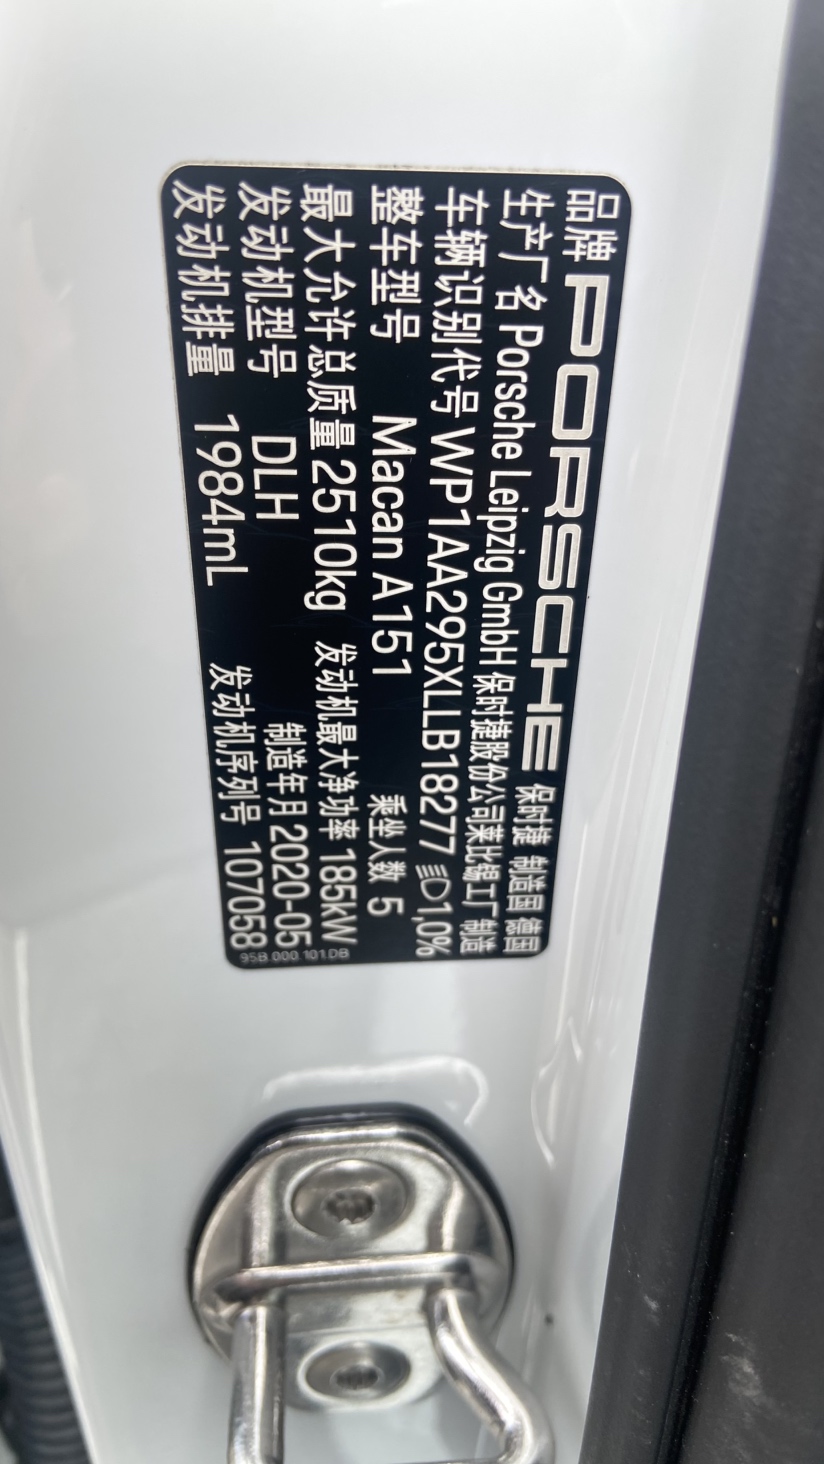 品牌 PORSCHE 保时捷 制造国 德国
生产厂名 Porsche Leipzig GmbH 保时捷股份公司莱比锡工厂 制造
车辆识别代号 WP1AA295XLLB18277 1,0%
整车型号 Macan A151 乘坐人数 5
最大允许总质量 2510kg 发动机最大净功率 185kW
发动机型号 DLH 制造年月 2020-05
发动机排量 1984mL 发动机序列号 107058
95B.000.101.DB